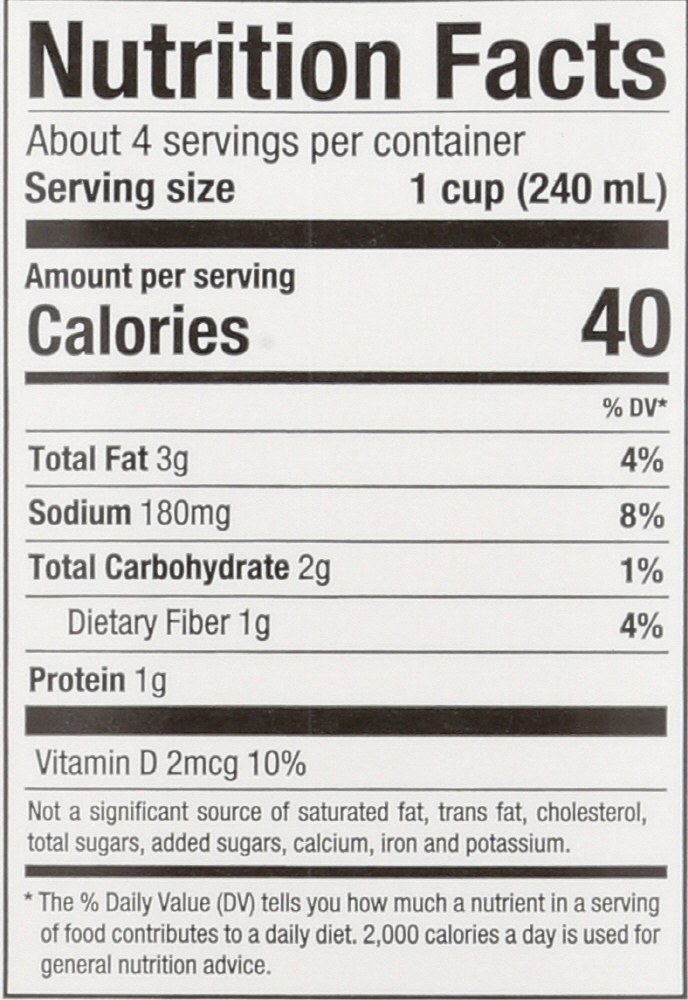 Nutrition Facts
About 4 servings per container
Serving size 1 cup (240 mL)
Amount per serving
Calories 40
% DV*
Total Fat 3g 4%
Sodium 180mg 8%
Total Carbohydrate 2g 1%
Dietary Fiber 1g 4%
Protein 1g
Vitamin D 2mcg 10%
Not a significant source of saturated fat, trans fat, cholesterol,
total sugars, added sugars, calcium, iron and potassium.
* The % Daily Value (DV) tells you how much a nutrient in a serving
of food contributes to a daily diet. 2,000 calories a day is used for
general nutrition advice.